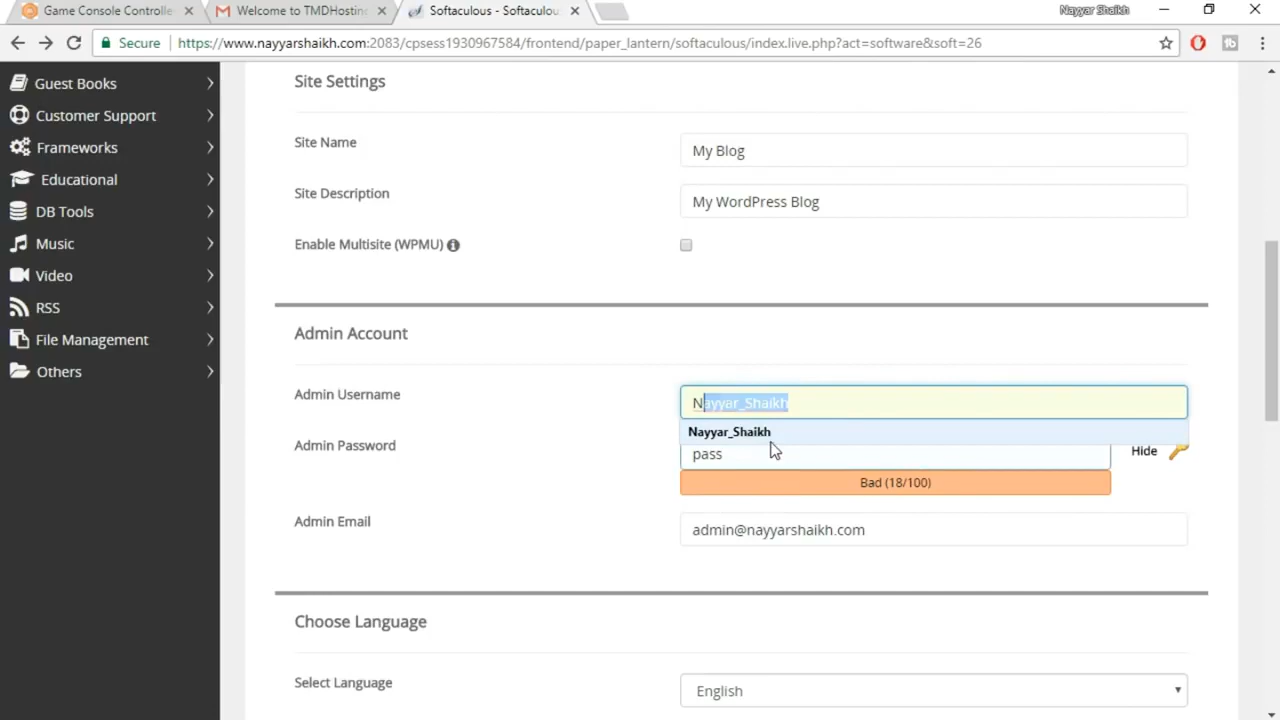 Game Console Controlle
Welcome to TMDHosting
Softaculous - Softaculou
Nayyar Shaikh
Secure
https://www.nayyarshaikh.com:2083/cpsess1930967584/frontend/paper_lantern/softaculous/index.live.php?act=software&soft=26
Guest Books
Customer Support
Frameworks
Educational
DB Tools
Music
Video
RSS
File Management
Others
Site Settings
Site Name
My Blog
Site Description
My WordPress Blog
Enable Multisite (WPMU)
Admin Account
Admin Username
Nayyar_Shaikh
Nayyar_Shaikh
Admin Password
pass
Hide
Bad (18/100)
Admin Email
admin@nayyarshaikh.com
Choose Language
Select Language
English